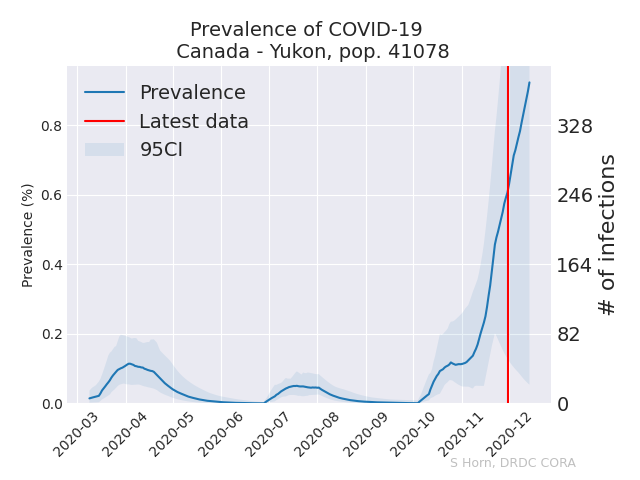 Prevalence of COVID-19
Canada - Yukon, pop. 41078
Prevalence
Latest data
95CI
Prevalence (%)
0.8
0.6
0.4
0.2
0.0
328
246
164
82
0
# of infections
2020-03
2020-04
2020-05
2020-06
2020-07
2020-08
2020-09
2020-10
2020-11
2020-12
S Horn, DRDC CORA